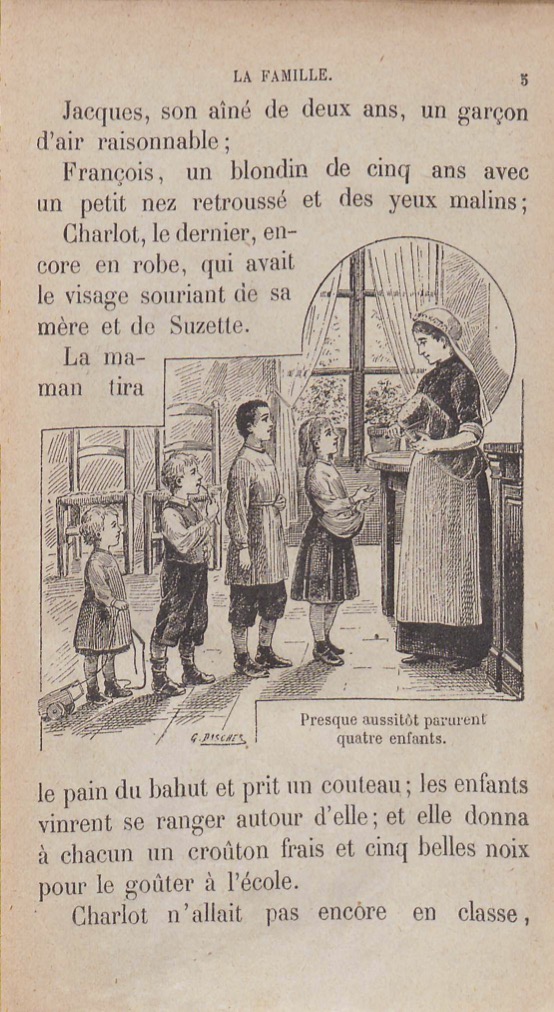 LA FAMILLE. 5
Jacques, son aîné de deux ans, un garçon
d'air raisonnable ;
François, un blondin de cinq ans avec
un petit nez retroussé et des yeux malins ;
Charlot, le dernier, en-
core en robe, qui avait
le visage souriant de sa
mère et de Suzette.
La ma-
man tira
G. DASCHER
Presque aussitôt parurent
quatre enfants.
le pain du bahut et prit un couteau ; les enfants
vinrent se ranger autour d'elle ; et elle donna
à chacun un croûton frais et cinq belles noix
pour le goûter à l'école.
Charlot n'allait pas encore en classe,